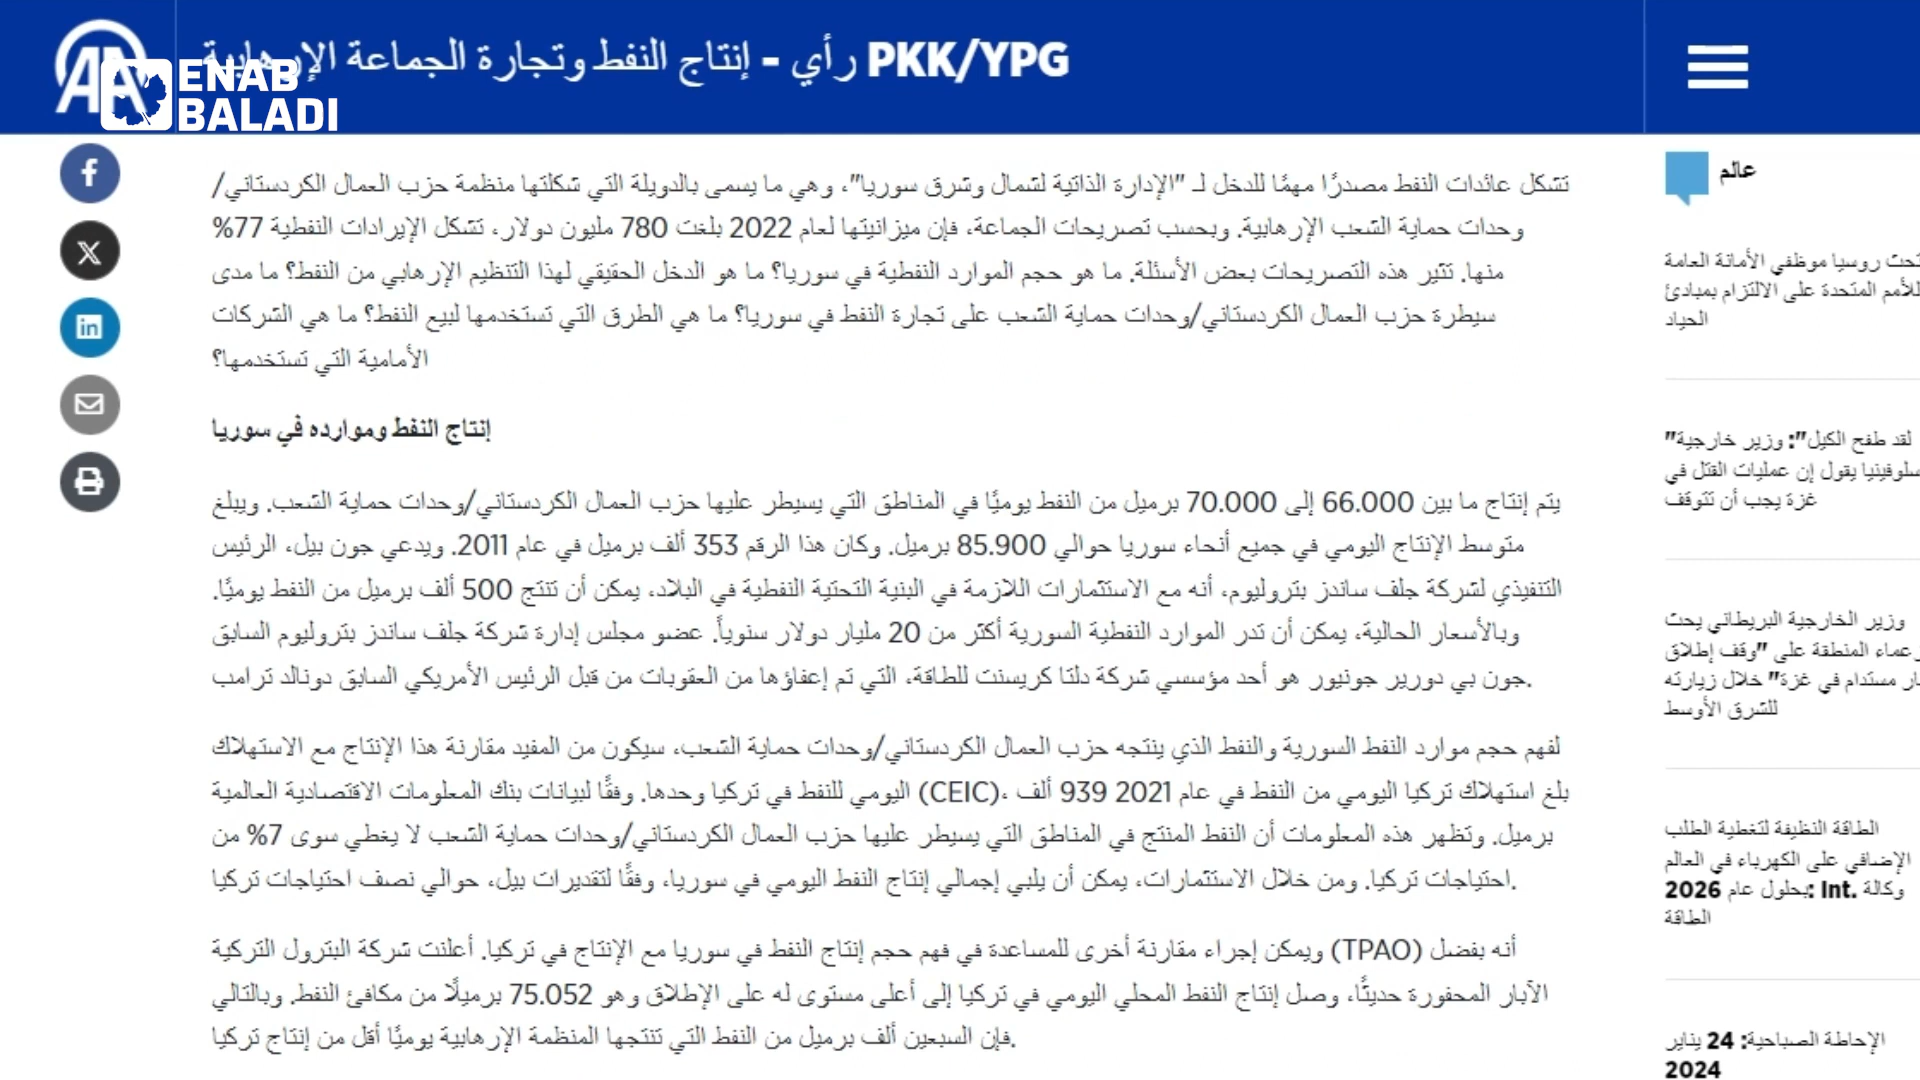 رأي - إنتاج النفط وتجارة الجماعة الإرهابية PKK/YPG
AA
ENAB
BALADI
تشكل عائدات النفط مصدرًا مهمًا للدخل لـ "الإدارة الذاتية لشمال وشرق سوريا"، وهي ما يسمى بالدويلة التي شكلتها منظمة حزب العمال الكردستاني/
وحدات حماية الشعب الإرهابية. وبحسب تصريحات الجماعة، فإن ميزانيتها لعام 2022 بلغت 780 مليون دولار، تشكل الإيرادات النفطية 77%
منها. تثير هذه التصريحات بعض الأسئلة. ما هو حجم الموارد النفطية في سوريا؟ ما هو الدخل الحقيقي لهذا التنظيم الإرهابي من النفط؟ ما مدى
سيطرة حزب العمال الكردستاني/وحدات حماية الشعب على تجارة النفط في سوريا؟ ما هي الطرق التي تستخدمها لبيع النفط؟ ما هي الشركات
الأمامية التي تستخدمها؟
إنتاج النفط وموارده في سوريا
يتم إنتاج ما بين 66.000 إلى 70.000 برميل من النفط يوميًا في المناطق التي يسيطر عليها حزب العمال الكردستاني/وحدات حماية الشعب. ويبلغ
متوسط الإنتاج اليومي في جميع أنحاء سوريا حوالي 85.900 برميل. وكان هذا الرقم 353 ألف برميل في عام 2011. ويدعي جون بيل، الرئيس
التنفيذي لشركة جلف ساندز بتروليوم، أنه مع الاستثمارات اللازمة في البنية التحتية النفطية في البلاد، يمكن أن تنتج 500 ألف برميل من النفط يوميًا.
وبالأسعار الحالية، يمكن أن تدر الموارد النفطية السورية أكثر من 20 مليار دولار سنوياً. عضو مجلس إدارة شركة جلف ساندز بتروليوم السابق
جون بي دورير جونيور هو أحد مؤسسي شركة دلتا كريسنت للطاقة، التي تم إعفاؤها من العقوبات من قبل الرئيس الأمريكي السابق دونالد ترامب.
لفهم حجم موارد النفط السورية والنفط الذي ينتجه حزب العمال الكردستاني/وحدات حماية الشعب، سيكون من المفيد مقارنة هذا الإنتاج مع الاستهلاك
اليومي للنفط في تركيا وحدها. وفقًا لبيانات بنك المعلومات الاقتصادية العالمية (CEIC)، بلغ استهلاك تركيا اليومي من النفط في عام 2021 939 ألف
برميل. وتظهر هذه المعلومات أن النفط المنتج في المناطق التي يسيطر عليها حزب العمال الكردستاني/وحدات حماية الشعب لا يغطي سوى 7% من
احتياجات تركيا. ومن خلال الاستثمارات، يمكن أن يلبي إجمالي إنتاج النفط اليومي في سوريا، وفقًا لتقديرات بيل، حوالي نصف احتياجات تركيا.
ويمكن إجراء مقارنة أخرى للمساعدة في فهم حجم إنتاج النفط في سوريا مع الإنتاج في تركيا. أعلنت شركة البترول التركية (TPAO) أنه بفضل
الآبار المحفورة حديثًا، وصل إنتاج النفط المحلي اليومي في تركيا إلى أعلى مستوى له على الإطلاق وهو 75.052 برميلًا من مكافئ النفط. وبالتالي
فإن السبعين ألف برميل من النفط التي تنتجها المنظمة الإرهابية يوميًا أقل من إنتاج تركيا.
عالم
تحث روسيا موظفي الأمانة العامة
للأمم المتحدة على الالتزام بمبادئ
الحياد
"لقد طفح الكيل": وزير خارجية
سلوفينيا يقول إن عمليات القتل في
غزة يجب أن تتوقف
وزير الخارجية البريطاني يحث
زعماء المنطقة على "وقف إطلاق
نار مستدام في غزة" خلال زيارته
للشرق الأوسط
الطاقة النظيفة لتغطية الطلب
الإضافي على الكهرباء في العالم
بحلول عام 2026: Int. وكالة
الطاقة
الإحاطة الصباحية: 24 يناير
2024